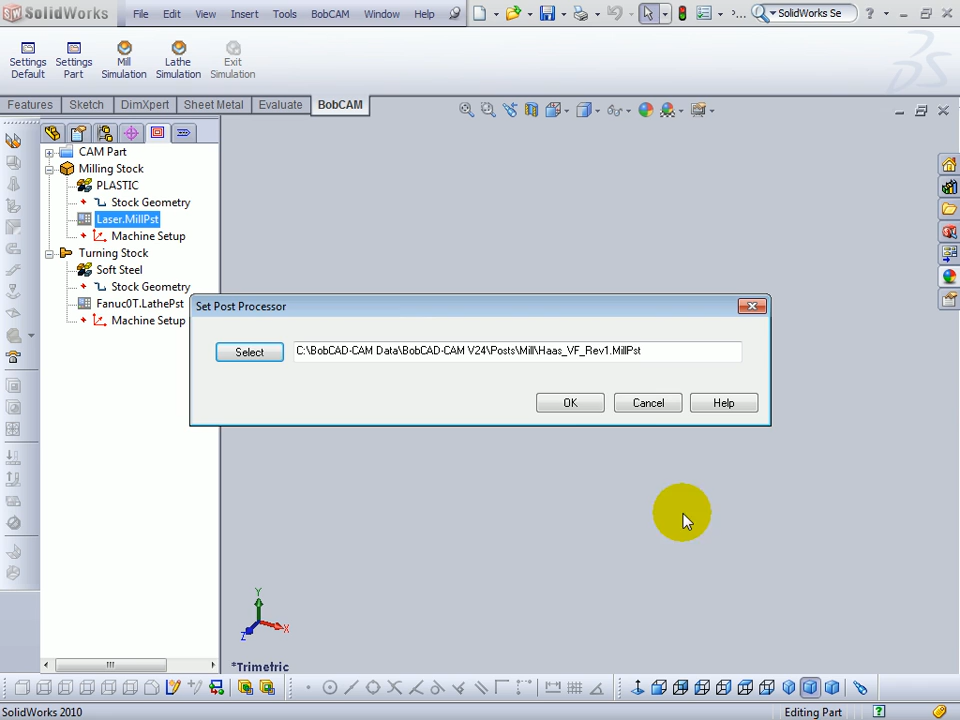 SolidWorks File Edit View Insert Tools BobCAM Window Help ... SolidWorks Se
Settings Default
Settings Part
Mill Simulation
Lathe Simulation
Exit Simulation
Features Sketch DimXpert Sheet Metal Evaluate BobCAM
CAM Part
Milling Stock
PLASTIC
Stock Geometry
Laser.MillPst
Machine Setup
Turning Stock
Soft Steel
Stock Geometry
Fanuc0T.LathePst
Machine Setup
Set Post Processor
Select C:\BobCAD-CAM Data\BobCAD-CAM V24\Posts\Mill\Haas_VF_Rev1.MillPst
OK Cancel Help
Y
X
Z
*Trimetric
SolidWorks 2010 Editing Part